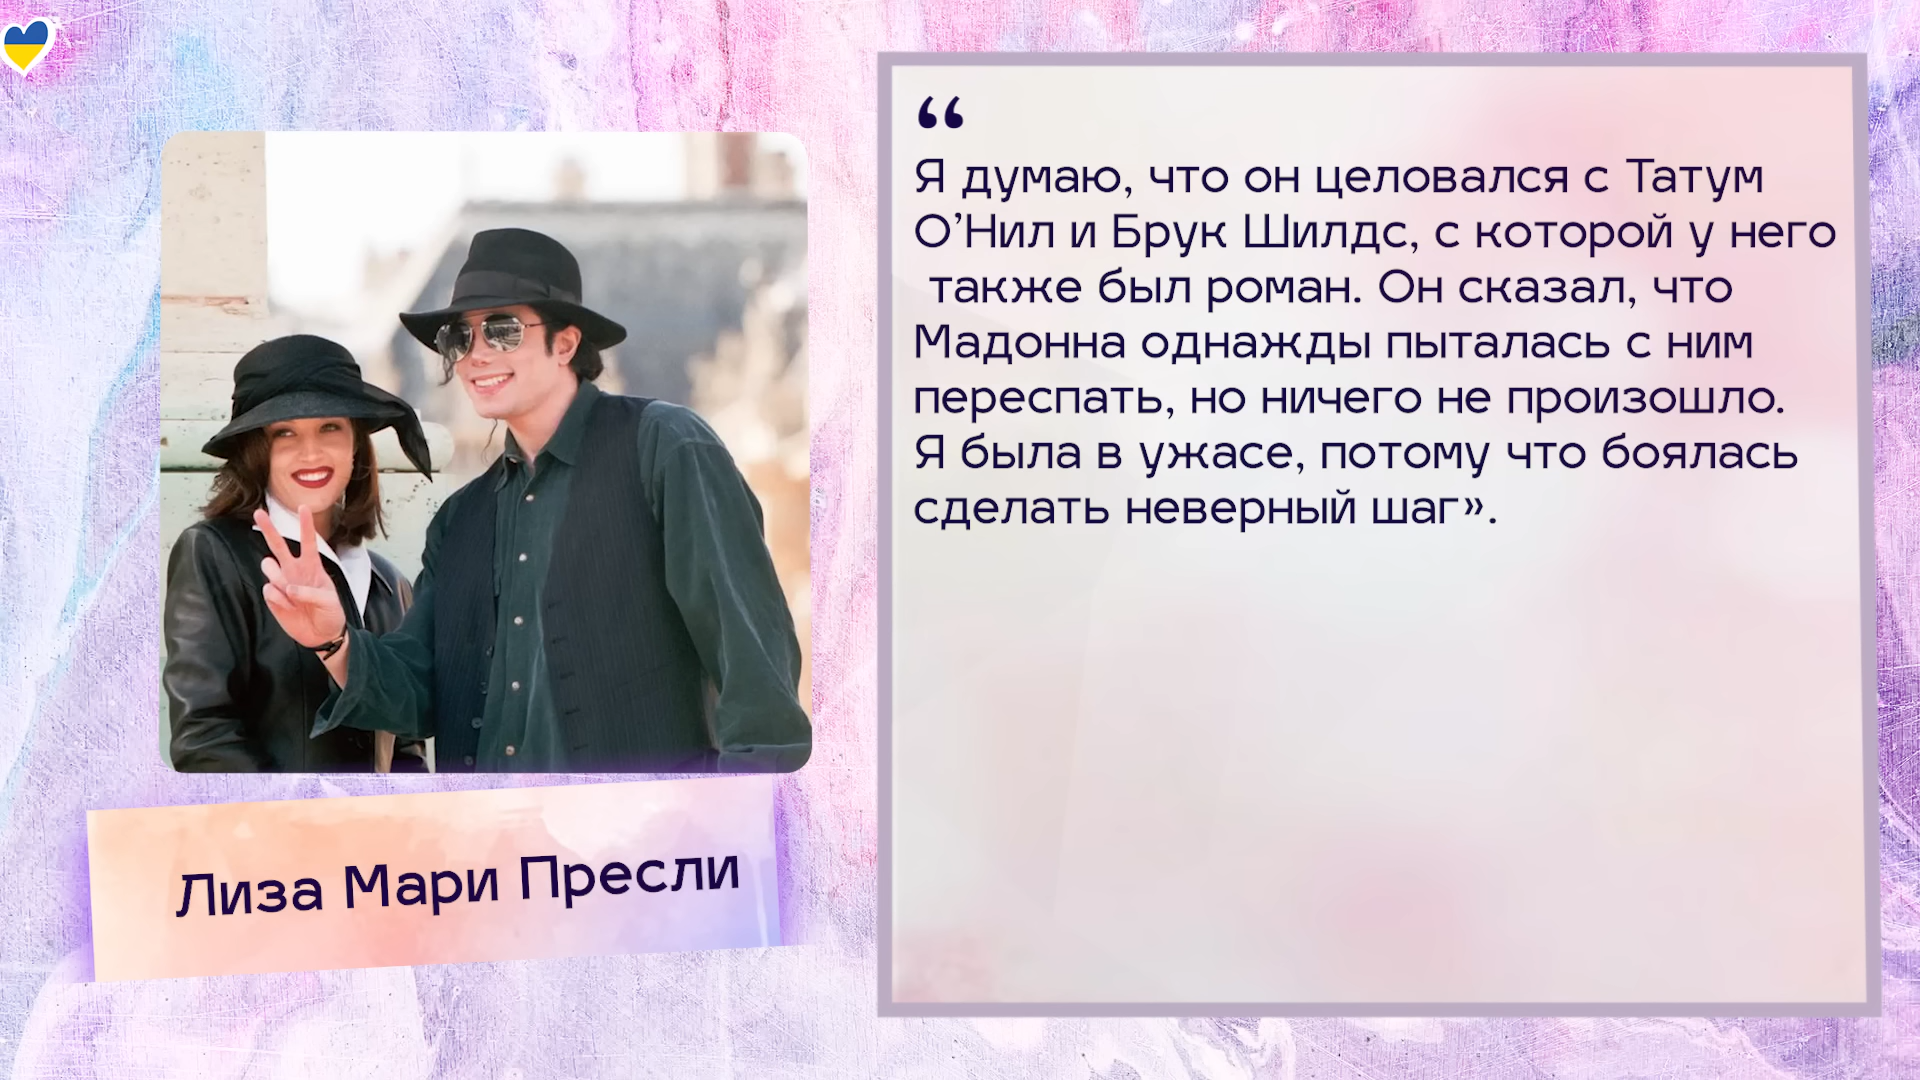 “
Я думаю, что он целовался с Татум
О’Нил и Брук Шилдс, с которой у него
также был роман. Он сказал, что
Мадонна однажды пыталась с ним
переспать, но ничего не произошло.
Я была в ужасе, потому что боялась
сделать неверный шаг».
Лиза Мари Пресли